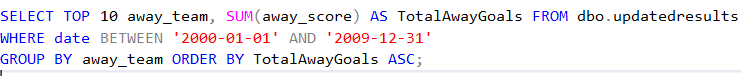 SELECT TOP 10 away_team, SUM(away_score) AS TotalAwayGoals FROM dbo.updatedresults
WHERE date BETWEEN '2000-01-01' AND '2009-12-31'
GROUP BY away_team ORDER BY TotalAwayGoals ASC;